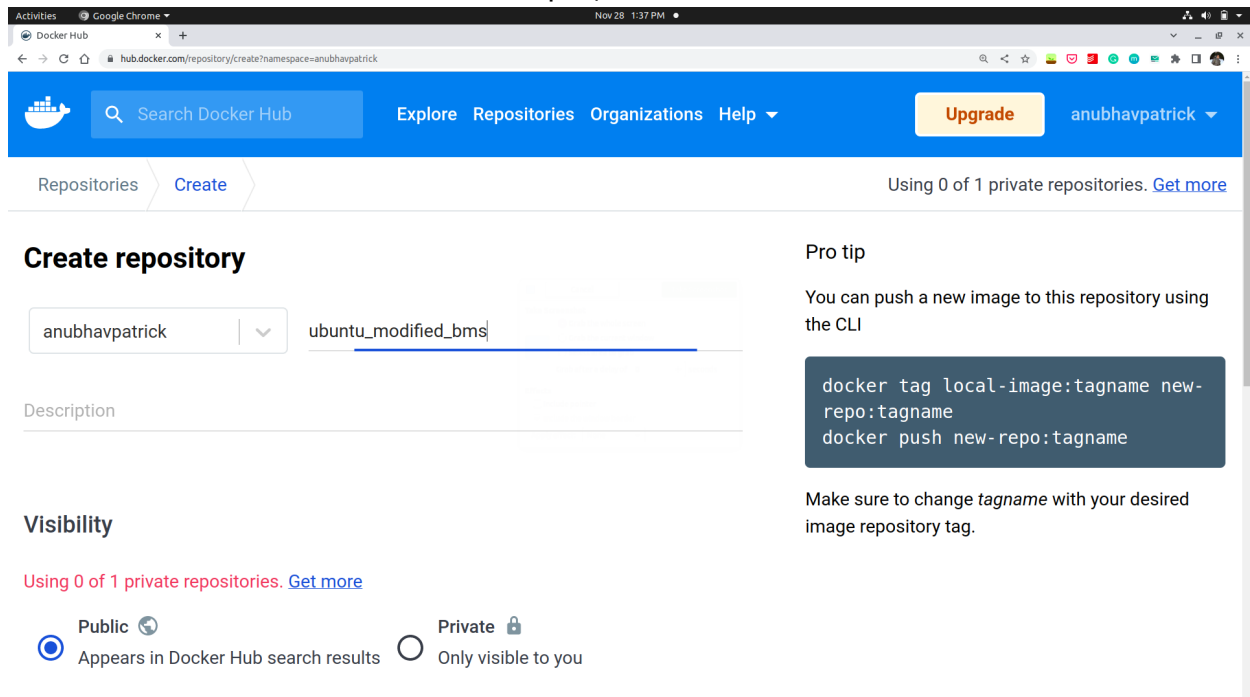 Activities Google Chrome Nov 28 1:37 PM
Docker Hub
hub.docker.com/repository/create?namespace=anubhavpatrick
Search Docker Hub Explore Repositories Organizations Help Upgrade anubhavpatrick
Repositories Create Using 0 of 1 private repositories. Get more
Create repository
anubhavpatrick ubuntu_modified_bms
Description
Visibility
Using 0 of 1 private repositories. Get more
Public
Appears in Docker Hub search results
Private
Only visible to you
Pro tip
You can push a new image to this repository using
the CLI
docker tag local-image:tagname new-
repo:tagname
docker push new-repo:tagname
Make sure to change tagname with your desired
image repository tag.